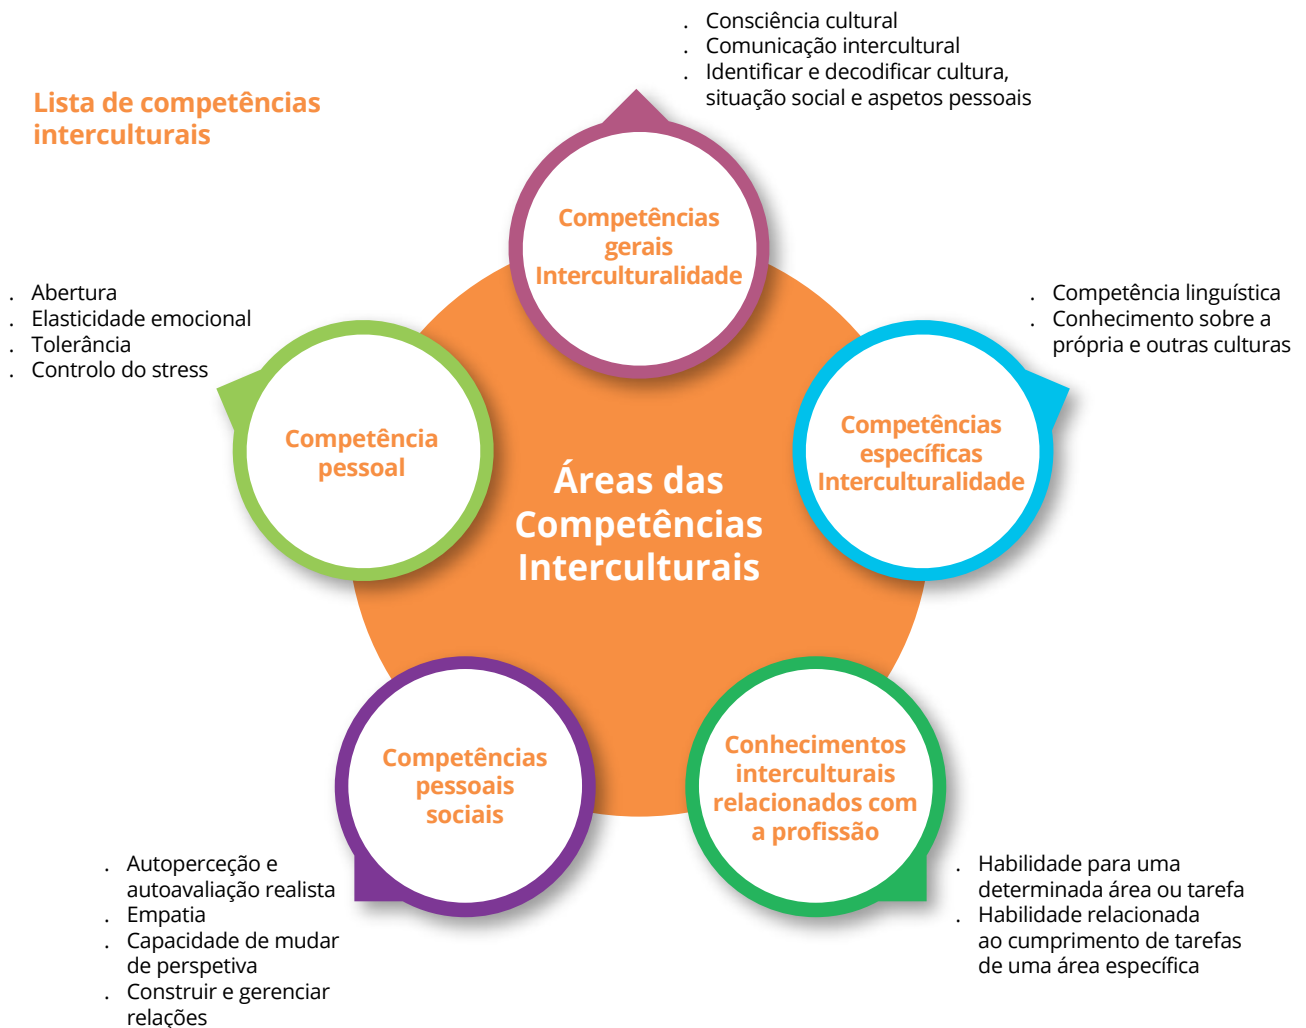 Lista de competências
interculturais
. Consciência cultural
. Comunicação intercultural
. Identificar e decodificar cultura,
situação social e aspetos pessoais
Competências
gerais
Interculturalidade
. Abertura
. Elasticidade emocional
. Tolerância
. Controlo do stress
Competência
pessoal
. Competência linguística
. Conhecimento sobre a
própria e outras culturas
Competências
específicas
Interculturalidade
Áreas das
Competências
Interculturais
Competências
pessoais
sociais
. Autoperceção e
autoavaliação realista
. Empatia
. Capacidade de mudar
de perspetiva
. Construir e gerenciar
relações
Conhecimentos
interculturais
relacionados com
a profissão
. Habilidade para uma
determinada área ou tarefa
. Habilidade relacionada
ao cumprimento de tarefas
de uma área específica